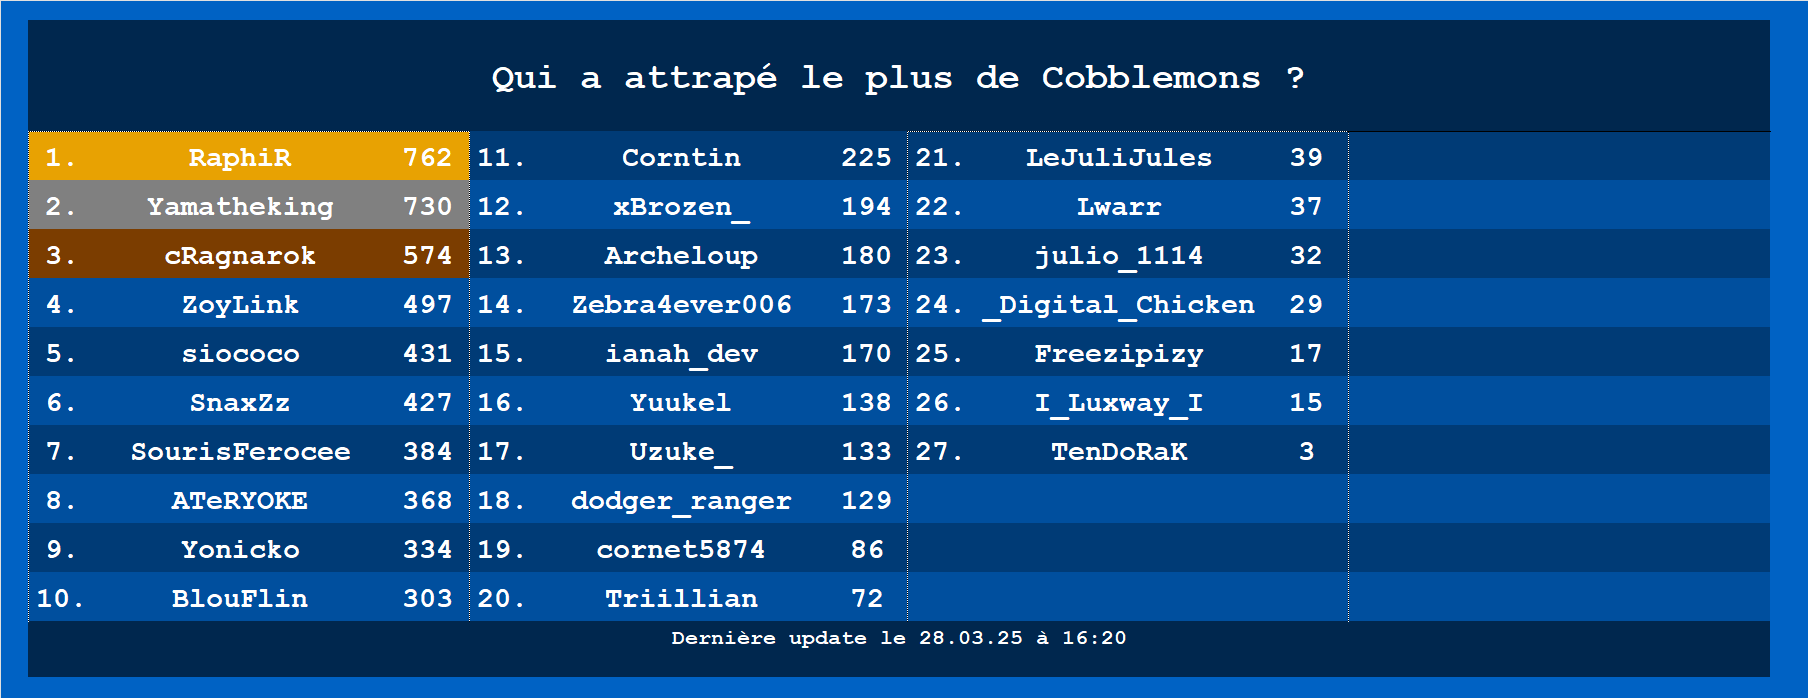 Qui a attrapé le plus de Cobblemons ?
1. RaphiR 762
2. Yamatheking 730
3. cRagnarok 574
4. ZoyLink 497
5. siococo 431
6. SnaxZz 427
7. SourisFerocee 384
8. ATeRYOKE 368
9. Yonicko 334
10. BlouFlin 303
11. Corntin 225
12. xBrozen_ 194
13. Archeloup 180
14. Zebra4ever006 173
15. ianah_dev 170
16. Yuukel 138
17. Uzuke_ 133
18. dodger_ranger 129
19. cornet5874 86
20. Triillian 72
21. LeJuliJules 39
22. Lwarr 37
23. julio_1114 32
24. _Digital_Chicken 29
25. Freezipizy 17
26. I_Luxway_I 15
27. TenDoRaK 3
Dernière update le 28.03.25 à 16:20